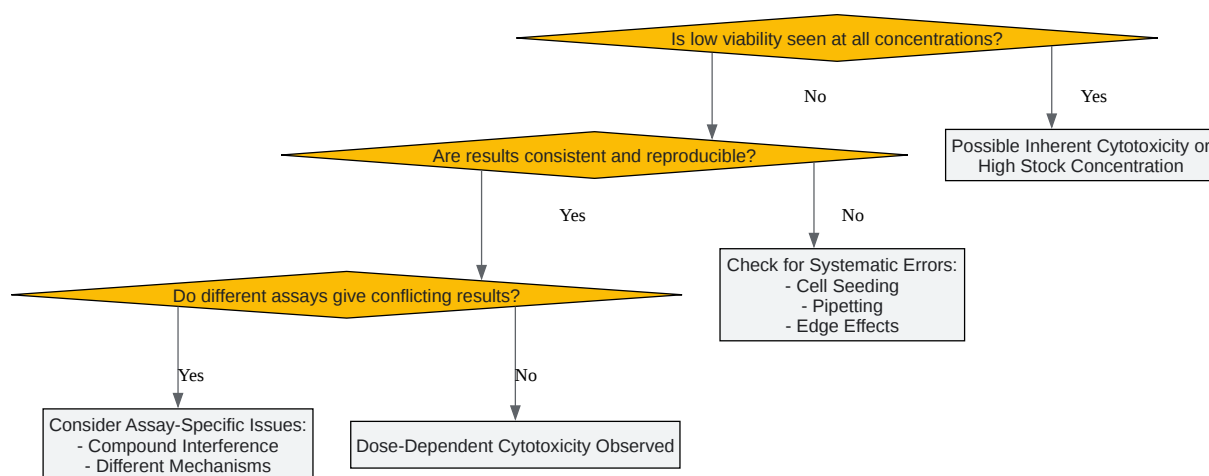 Is low viability seen at all concentrations?
No
Yes
Are results consistent and reproducible?
Possible Inherent Cytotoxicity or
High Stock Concentration
Yes
No
Do different assays give conflicting results?
Check for Systematic Errors:
- Cell Seeding
- Pipetting
- Edge Effects
Yes
No
Consider Assay-Specific Issues:
- Compound Interference
- Different Mechanisms
Dose-Dependent Cytotoxicity Observed